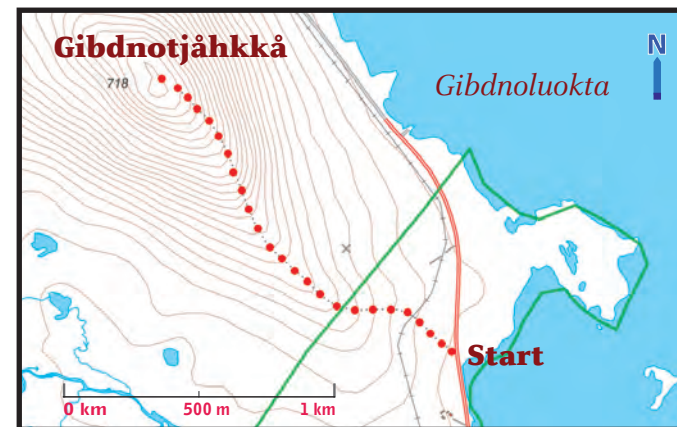 Gibdnotjåhkkå
718
N
Gibdnoluokta
Start
0 km 500 m 1 km